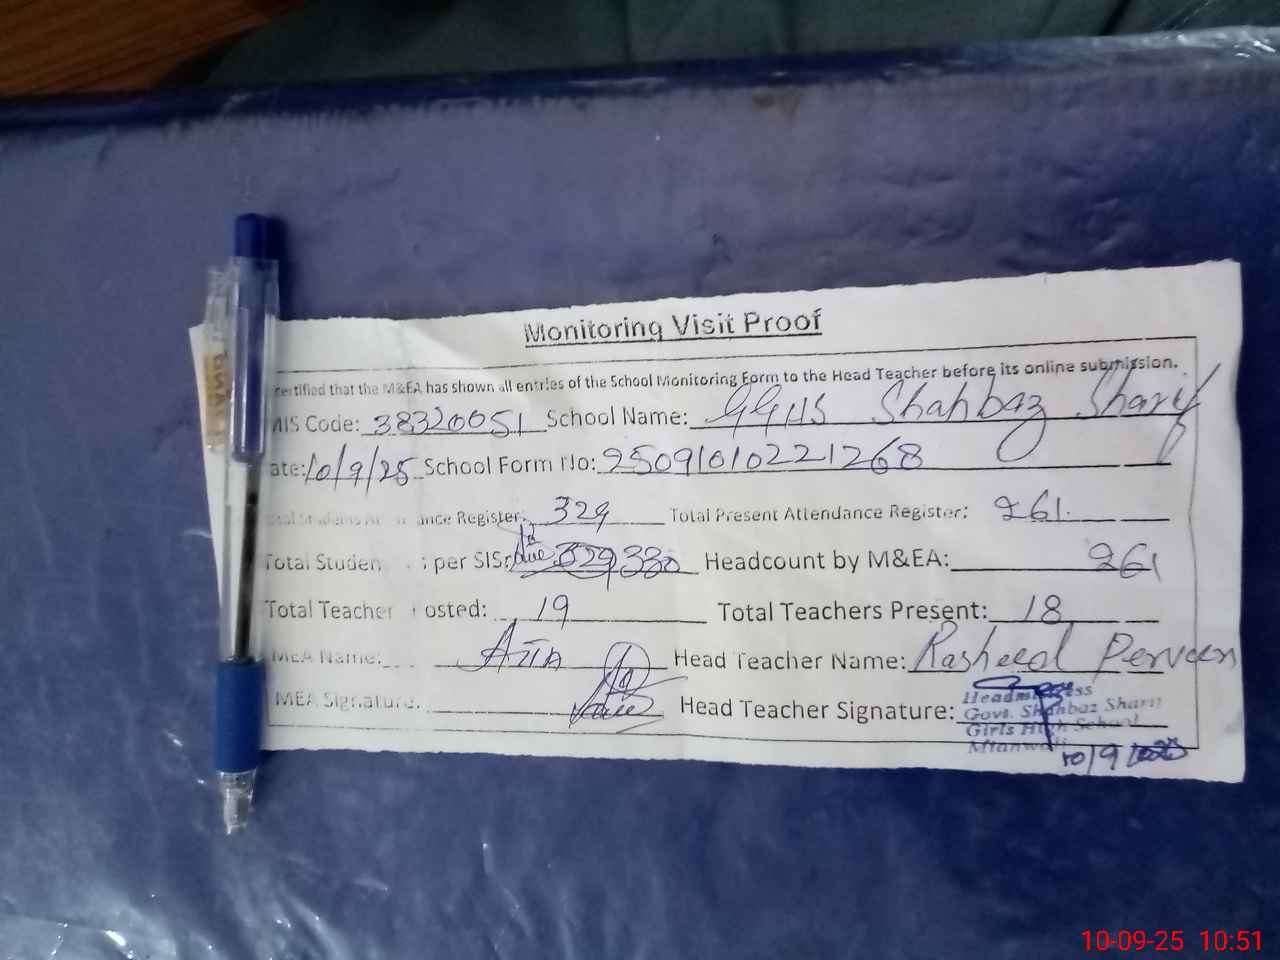 Monitoring Visit Proof
certified that the M&EA has shown all entries of the School Monitoring Form to the Head Teacher before its online submission.
MIS Code: 38320051 School Name: GGHS Shahbaz Sharif
ate: 10/9/25 School Form No: 25091010221268
ance Register: 329 Total Present Attendance Register: 261
Total Studen per SIS: 329 330 Headcount by M&EA: 261
Total Teacher osted: 19 Total Teachers Present: 18
MEA Name: Head Teacher Name: Rasheed Perveen
MEA Signature. Head Teacher Signature:
Headmistress
Govt. Shahbaz Sharif
Girls High School
Mianwali
10/9/2025
10-09-25 10:51